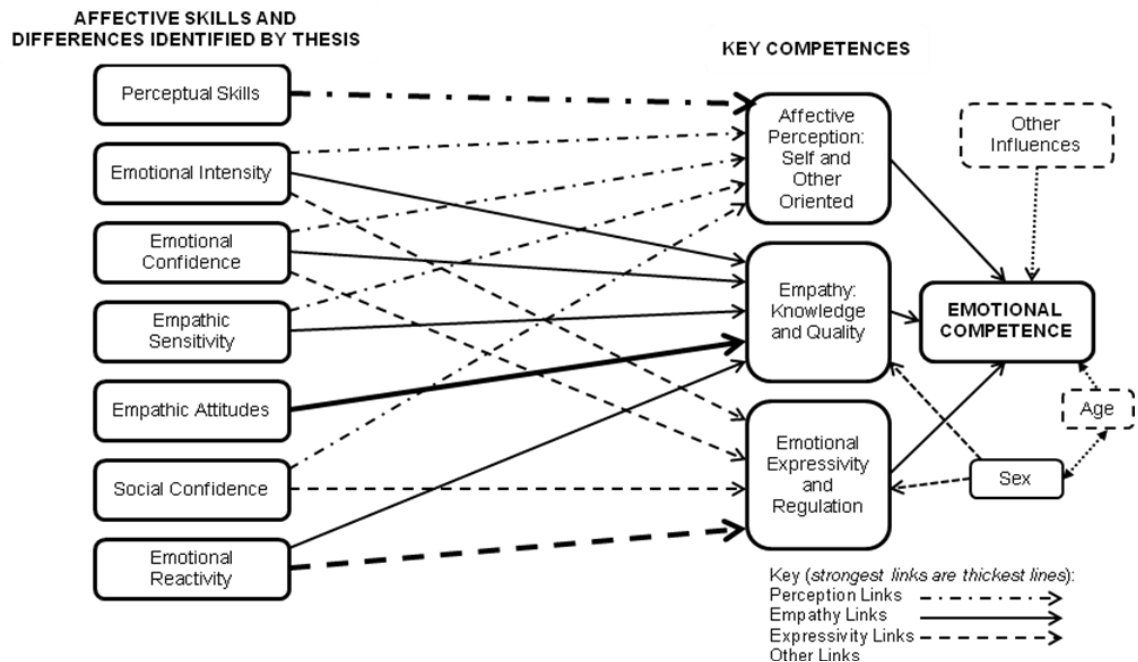 AFFECTIVE SKILLS AND
DIFFERENCES IDENTIFIED BY THESIS
Perceptual Skills
Emotional Intensity
Emotional
Confidence
Empathic
Sensitivity
Empathic Attitudes
Social Confidence
Emotional
Reactivity
KEY COMPETENCES
Affective
Perception:
Self and
Other
Oriented
Empathy:
Knowledge
and Quality
Emotional
Expressivity
and
Regulation
Other
Influences
EMOTIONAL
COMPETENCE
Age
Sex
Key (strongest links are thickest lines):
Perception Links
Empathy Links
Expressivity Links
Other Links